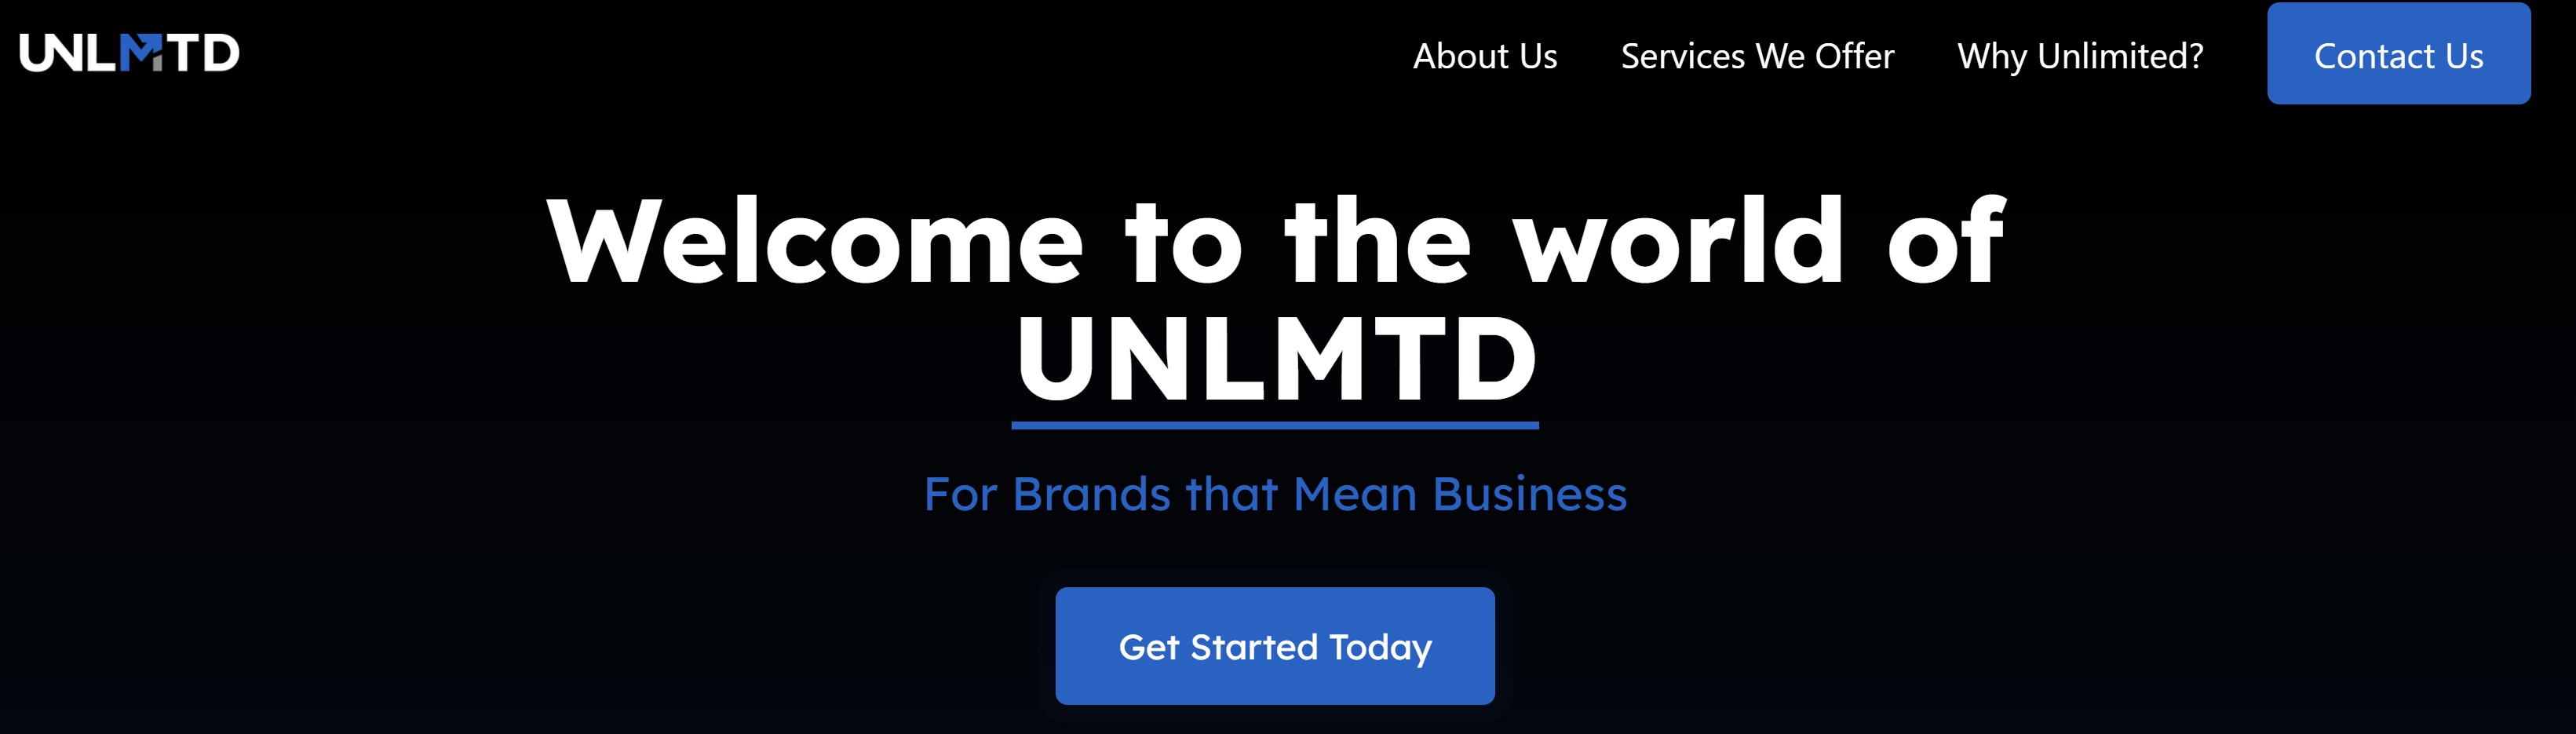 UNLMTD
About Us
Services We Offer
Why Unlimited?
Contact Us
Welcome to the world of
UNLMTD
For Brands that Mean Business
Get Started Today